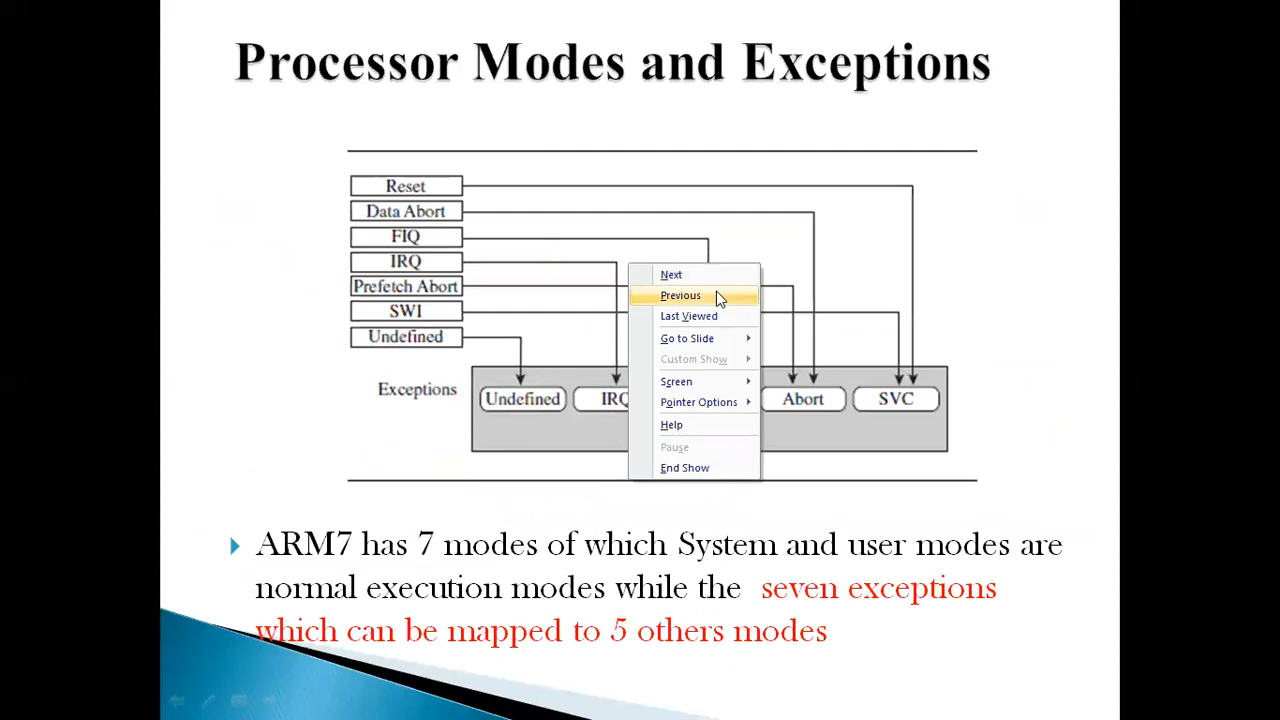 Processor Modes and Exceptions
Reset
Data Abort
FIQ
IRQ
Prefetch Abort
SWI
Undefined
Exceptions
Undefined
IRQ
Abort
SVC
Next
Previous
Last Viewed
Go to Slide
Custom Show
Screen
Pointer Options
Help
Pause
End Show
ARM7 has 7 modes of which System and user modes are
normal execution modes while the seven exceptions
which can be mapped to 5 others modes